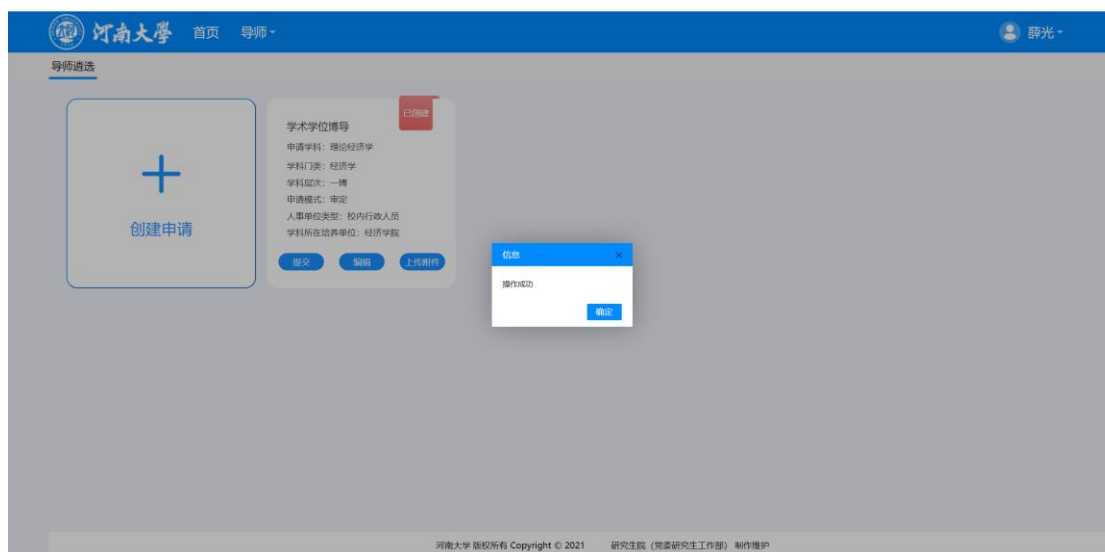 河南大學 首页 导师 薛光
导师遴选
已创建
学术学位博导
申请学科：理论经济学
学科门类：经济学
学科层次：一博
申请模式：审定
人事单位类型：校内行政人员
学科所在培养单位：经济学院
创建申请
提交 编辑 上传附件
信息 ×
操作成功
确定
河南大学 版权所有 Copyright © 2021 研究生院（党委研究生工作部） 制作维护